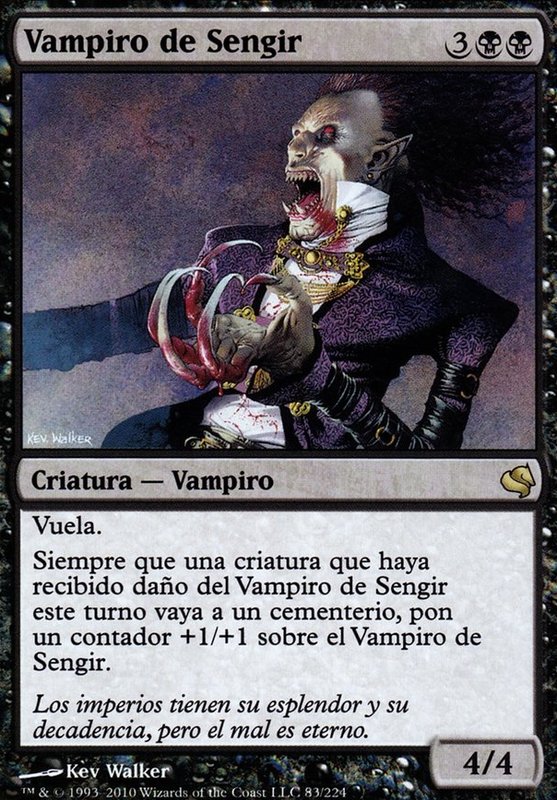 Vampiro de Sengir
3
KEV. WALKER
Criatura — Vampiro
Vuela.
Siempre que una criatura que haya
recibido daño del Vampiro de Sengir
este turno vaya a un cementerio, pon
un contador +1/+1 sobre el Vampiro de
Sengir.
Los imperios tienen su esplendor y su
decadencia, pero el mal es eterno.
Kev Walker
4/4
™ & © 1993–2010 Wizards of the Coast LLC 83/224